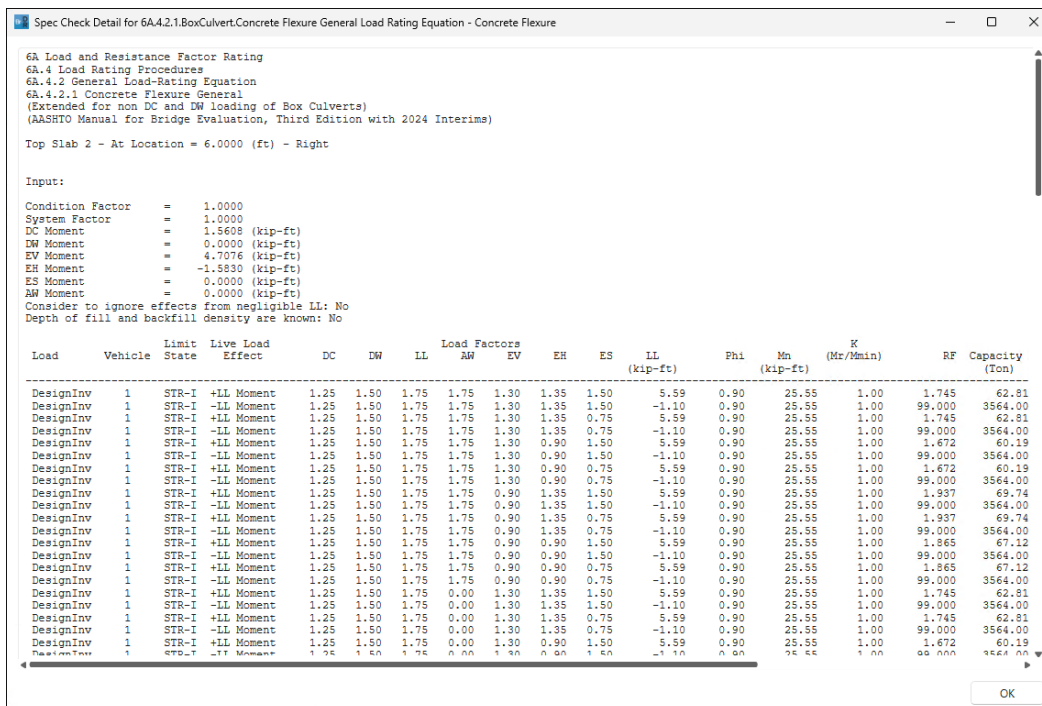 Spec Check Detail for 6A.4.2.1.BoxCulvert.Concrete Flexure General Load Rating Equation - Concrete Flexure
6A Load and Resistance Factor Rating
6A.4 Load Rating Procedures
6A.4.2 General Load-Rating Equation
6A.4.2.1 Concrete Flexure General
(Extended for non DC and DW loading of Box Culverts)
(AASHTO Manual for Bridge Evaluation, Third Edition with 2024 Interims)
Top Slab 2 - At Location = 6.0000 (ft) - Right
Input:
Condition Factor = 1.0000
System Factor = 1.0000
DC Moment = 1.5608 (kip-ft)
DW Moment = 0.0000 (kip-ft)
EV Moment = 4.7076 (kip-ft)
EH Moment = -1.5830 (kip-ft)
ES Moment = 0.0000 (kip-ft)
AW Moment = 0.0000 (kip-ft)
Consider to ignore effects from negligible LL: No
Depth of fill and backfill density are known: No
Limit Live Load Load Factors K
Load Vehicle State Effect DC DW LL AW EV EH ES LL Phi Mn (Mr/Mmin) RF Capacity
(kip-ft) (kip-ft) (Ton)
DesignInv 1 STR-I +LL Moment 1.25 1.50 1.75 1.75 1.30 1.35 1.50 5.59 0.90 25.55 1.00 1.745 62.81
DesignInv 1 STR-I -LL Moment 1.25 1.50 1.75 1.75 1.30 1.35 1.50 -1.10 0.90 25.55 1.00 99.000 3564.00
DesignInv 1 STR-I +LL Moment 1.25 1.50 1.75 1.75 1.30 1.35 0.75 5.59 0.90 25.55 1.00 1.745 62.81
DesignInv 1 STR-I -LL Moment 1.25 1.50 1.75 1.75 1.30 1.35 0.75 -1.10 0.90 25.55 1.00 99.000 3564.00
DesignInv 1 STR-I +LL Moment 1.25 1.50 1.75 1.75 1.30 0.90 1.50 5.59 0.90 25.55 1.00 1.672 60.19
DesignInv 1 STR-I -LL Moment 1.25 1.50 1.75 1.75 1.30 0.90 1.50 -1.10 0.90 25.55 1.00 99.000 3564.00
DesignInv 1 STR-I +LL Moment 1.25 1.50 1.75 1.75 1.30 0.90 0.75 5.59 0.90 25.55 1.00 1.672 60.19
DesignInv 1 STR-I -LL Moment 1.25 1.50 1.75 1.75 1.30 0.90 0.75 -1.10 0.90 25.55 1.00 99.000 3564.00
DesignInv 1 STR-I +LL Moment 1.25 1.50 1.75 1.75 0.90 1.35 1.50 5.59 0.90 25.55 1.00 1.937 69.74
DesignInv 1 STR-I -LL Moment 1.25 1.50 1.75 1.75 0.90 1.35 1.50 -1.10 0.90 25.55 1.00 99.000 3564.00
DesignInv 1 STR-I +LL Moment 1.25 1.50 1.75 1.75 0.90 1.35 0.75 5.59 0.90 25.55 1.00 1.937 69.74
DesignInv 1 STR-I -LL Moment 1.25 1.50 1.75 1.75 0.90 1.35 0.75 -1.10 0.90 25.55 1.00 99.000 3564.00
DesignInv 1 STR-I +LL Moment 1.25 1.50 1.75 1.75 0.90 0.90 1.50 5.59 0.90 25.55 1.00 1.865 67.12
DesignInv 1 STR-I -LL Moment 1.25 1.50 1.75 1.75 0.90 0.90 1.50 -1.10 0.90 25.55 1.00 99.000 3564.00
DesignInv 1 STR-I +LL Moment 1.25 1.50 1.75 1.75 0.90 0.90 0.75 5.59 0.90 25.55 1.00 1.865 67.12
DesignInv 1 STR-I -LL Moment 1.25 1.50 1.75 1.75 0.90 0.90 0.75 -1.10 0.90 25.55 1.00 99.000 3564.00
DesignInv 1 STR-I +LL Moment 1.25 1.50 1.75 0.00 1.30 1.35 1.50 5.59 0.90 25.55 1.00 1.745 62.81
DesignInv 1 STR-I -LL Moment 1.25 1.50 1.75 0.00 1.30 1.35 1.50 -1.10 0.90 25.55 1.00 99.000 3564.00
DesignInv 1 STR-I +LL Moment 1.25 1.50 1.75 0.00 1.30 1.35 0.75 5.59 0.90 25.55 1.00 1.745 62.81
DesignInv 1 STR-I -LL Moment 1.25 1.50 1.75 0.00 1.30 1.35 0.75 -1.10 0.90 25.55 1.00 99.000 3564.00
DesignInv 1 STR-I +LL Moment 1.25 1.50 1.75 0.00 1.30 0.90 1.50 5.59 0.90 25.55 1.00 1.672 60.19
DesignInv 1 STR-I -LL Moment 1.25 1.50 1.75 0.00 1.30 0.90 1.50 -1.10 0.90 25.55 1.00 99.000 3564.00
OK